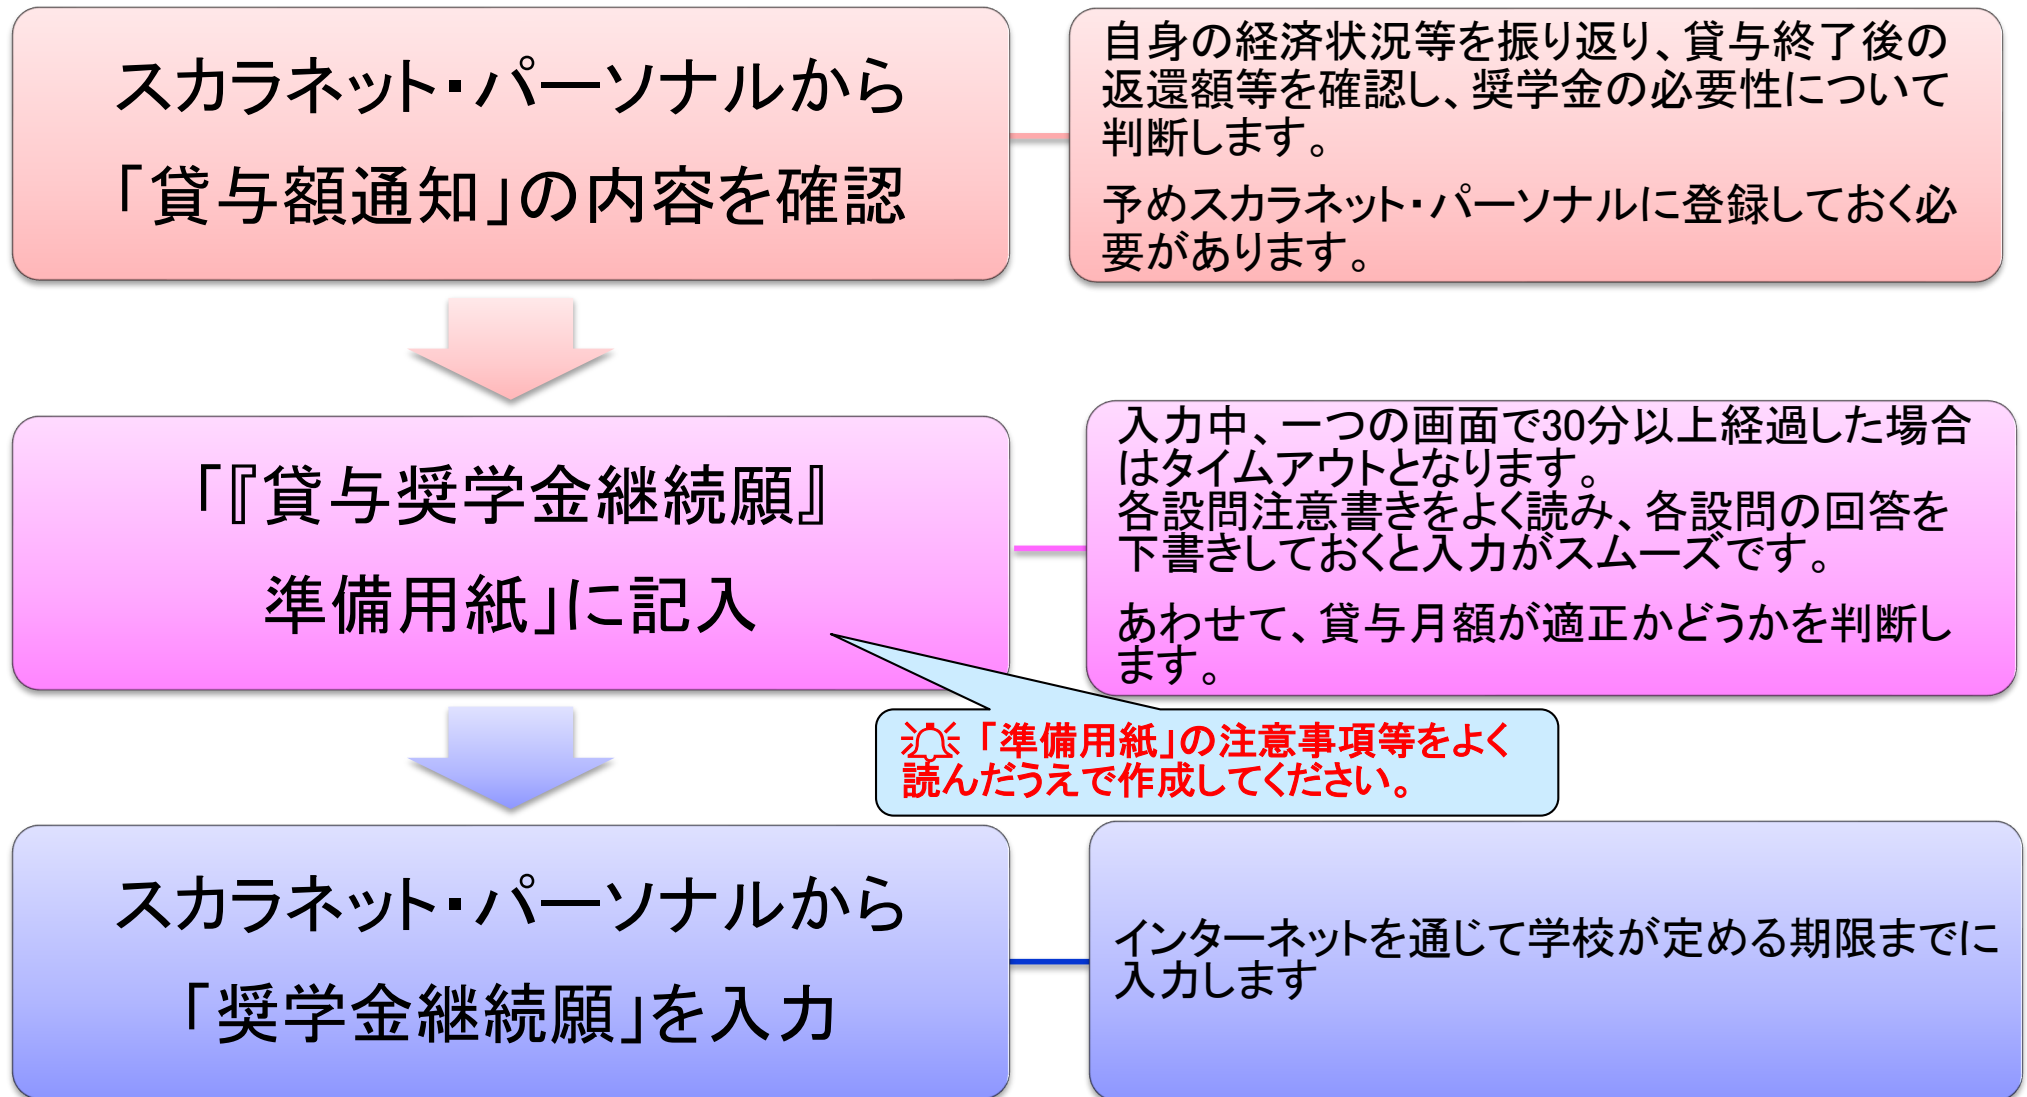 スカラネット・パーソナルから
「貸与額通知」の内容を確認
自身の経済状況等を振り返り、貸与終了後の
返還額等を確認し、奨学金の必要性について
判断します。
予めスカラネット・パーソナルに登録しておく必
要があります。
「『貸与奨学金継続願』
準備用紙」に記入
入力中、一つの画面で30分以上経過した場合
はタイムアウトとなります。
各設問注意書きをよく読み、各設問の回答を
下書きしておくと入力がスムーズです。
あわせて、貸与月額が適正かどうかを判断し
ます。
「準備用紙」の注意事項等をよく
読んだうえで作成してください。
スカラネット・パーソナルから
「奨学金継続願」を入力
インターネットを通じて学校が定める期限までに
入力します